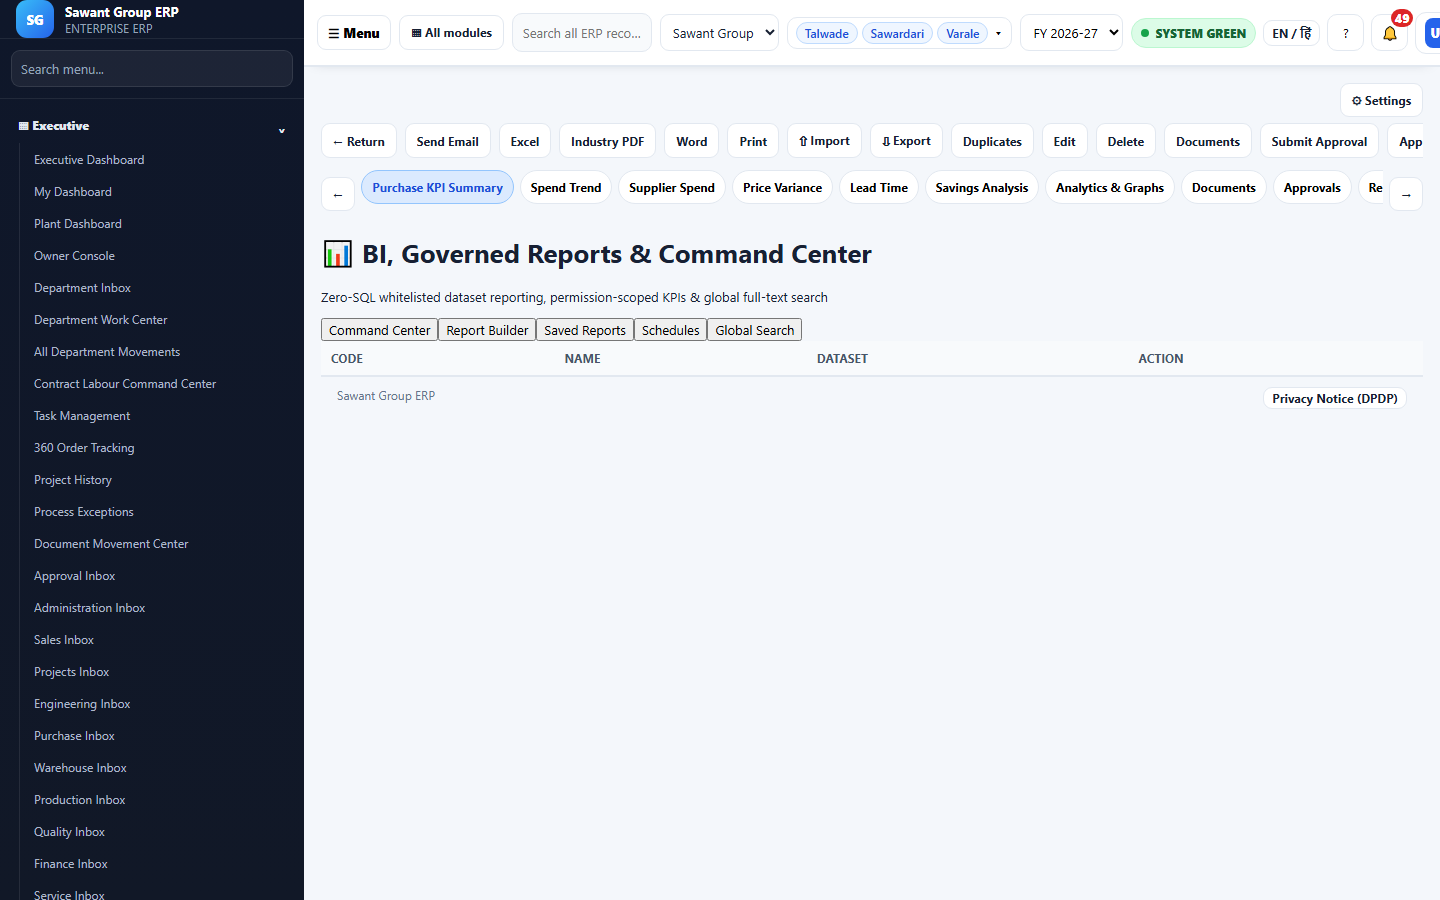 SG
Sawant Group ERP
ENTERPRISE ERP
Search menu...
Executive
Executive Dashboard
My Dashboard
Plant Dashboard
Owner Console
Department Inbox
Department Work Center
All Department Movements
Contract Labour Command Center
Task Management
360 Order Tracking
Project History
Process Exceptions
Document Movement Center
Approval Inbox
Administration Inbox
Sales Inbox
Projects Inbox
Engineering Inbox
Purchase Inbox
Warehouse Inbox
Production Inbox
Quality Inbox
Finance Inbox
Service Inbox
☰ Menu All modules Search all ERP reco... Sawant Group Talwade Sawardari Varale FY 2026-27 SYSTEM GREEN EN / हिं ? 49 U
⚙ Settings
← Return Send Email Excel Industry PDF Word Print ⇧ Import ⇩ Export Duplicates Edit Delete Documents Submit Approval App
← Purchase KPI Summary Spend Trend Supplier Spend Price Variance Lead Time Savings Analysis Analytics & Graphs Documents Approvals Re →
BI, Governed Reports & Command Center
Zero-SQL whitelisted dataset reporting, permission-scoped KPIs & global full-text search
Command Center Report Builder Saved Reports Schedules Global Search
CODE NAME DATASET ACTION
Sawant Group ERP Privacy Notice (DPDP)